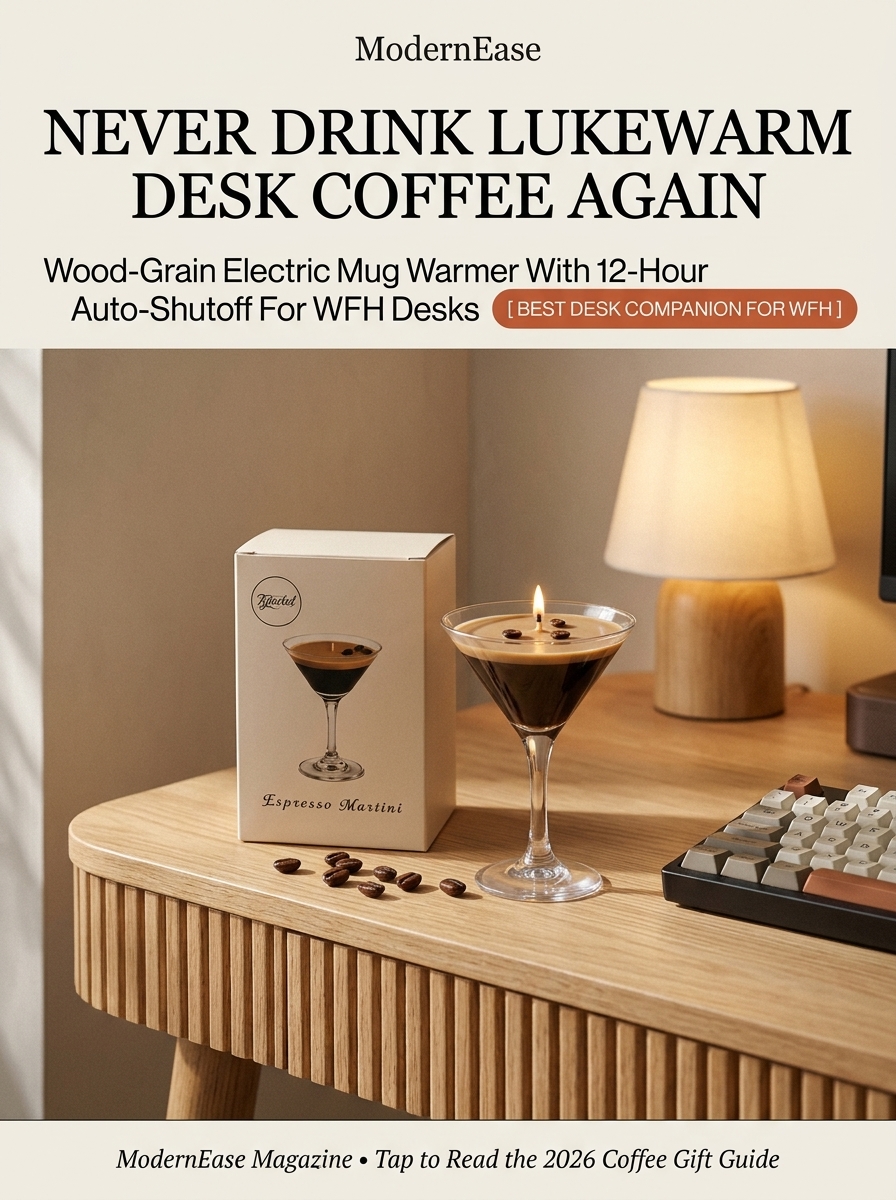 ModernEase
NEVER DRINK LUKEWARM
DESK COFFEE AGAIN
Wood-Grain Electric Mug Warmer With 12-Hour
Auto-Shutoff For WFH Desks [ BEST DESK COMPANION FOR WFH ]
Espresso Martini
ModernEase Magazine • Tap to Read the 2026 Coffee Gift Guide